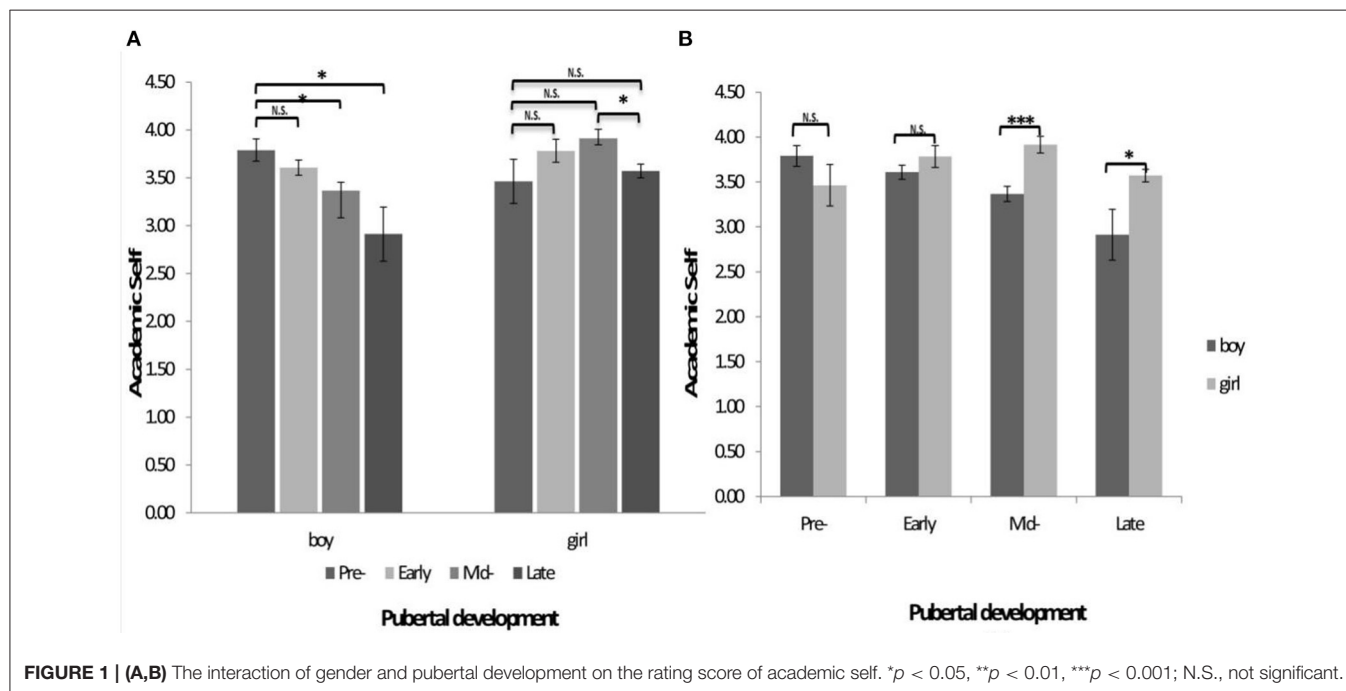 A
4.50
4.00
3.50
3.00
2.50
2.00
1.50
1.00
0.50
0.00
Academic Self
*
*
N.S.
N.S.
N.S.
N.S.
*
boy girl
Pre- Early Md- Late
Pubertal development
B
4.50
4.00
3.50
3.00
2.50
2.00
1.50
1.00
0.50
0.00
Academic Self
N.S. N.S. *** *
boy
girl
Pre- Early Md- Late
Pubertal development
FIGURE 1 | (A,B) The interaction of gender and pubertal development on the rating score of academic self. *p < 0.05, **p < 0.01, ***p < 0.001; N.S., not significant.